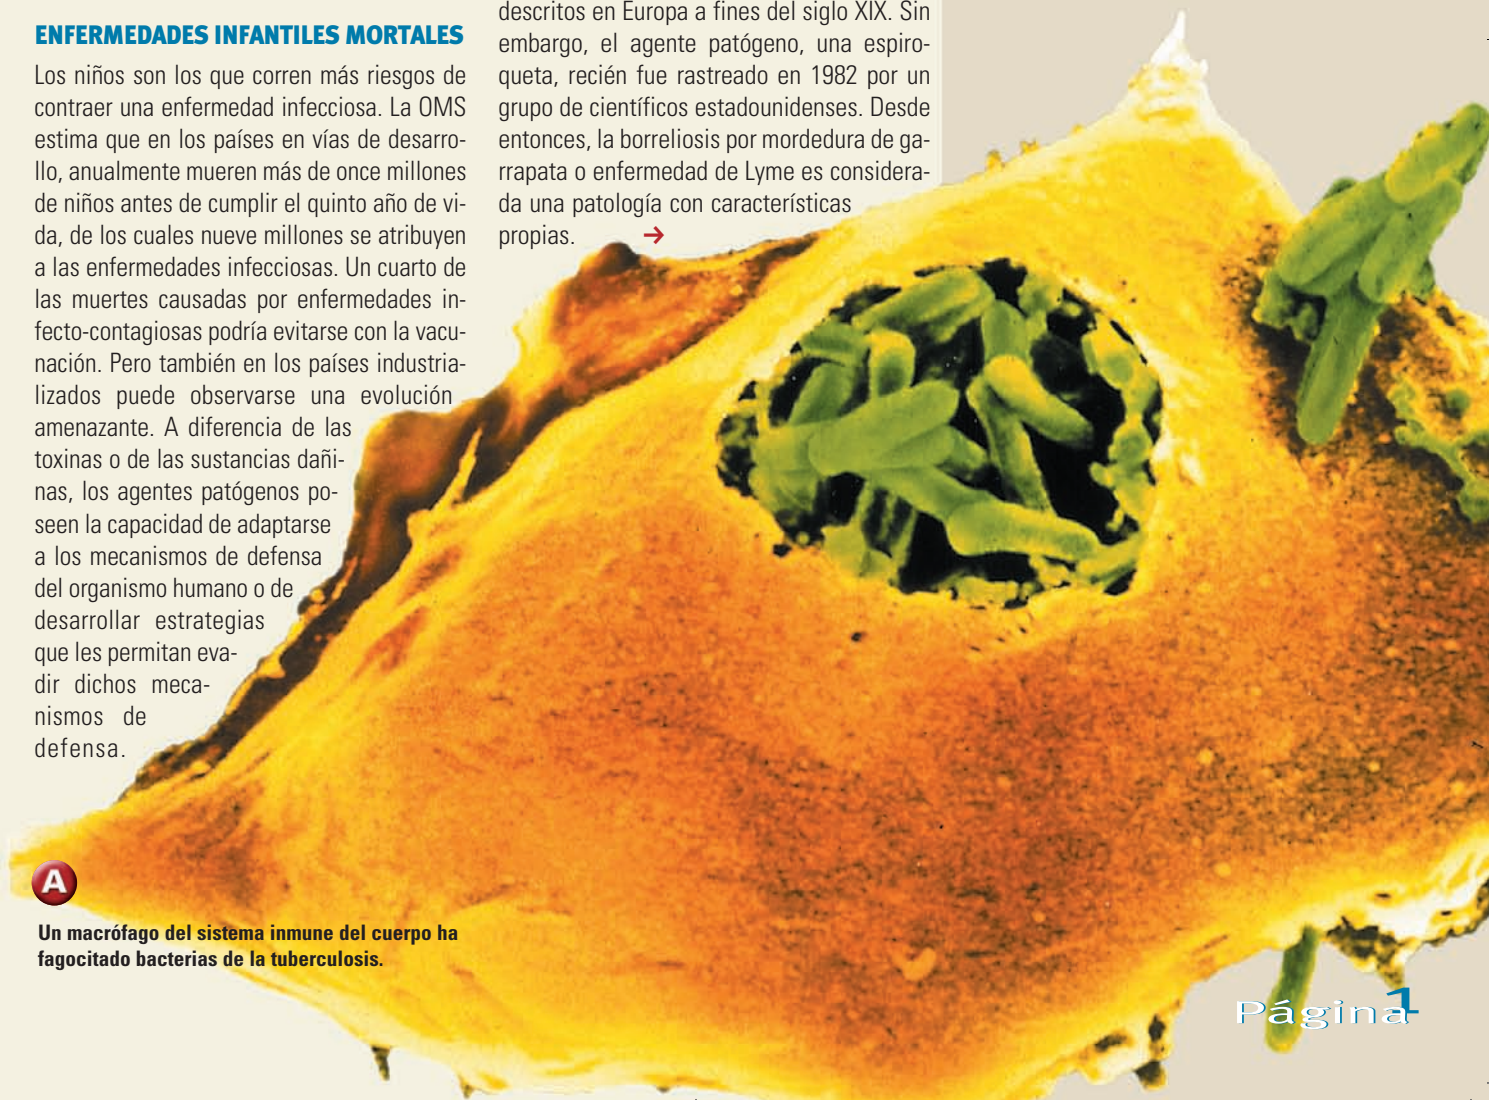 ENFERMEDADES INFANTILES MORTALES
Los niños son los que corren más riesgos de
contraer una enfermedad infecciosa. La OMS
estima que en los países en vías de desarro-
llo, anualmente mueren más de once millones
de niños antes de cumplir el quinto año de vi-
da, de los cuales nueve millones se atribuyen
a las enfermedades infecciosas. Un cuarto de
las muertes causadas por enfermedades in-
fecto-contagiosas podría evitarse con la vacu-
nación. Pero también en los países industria-
lizados puede observarse una evolución
amenazante. A diferencia de las
toxinas o de las sustancias dañi-
nas, los agentes patógenos po-
seen la capacidad de adaptarse
a los mecanismos de defensa
del organismo humano o de
desarrollar estrategias
que les permitan eva-
dir dichos meca-
nismos de
defensa.
descritos en Europa a fines del siglo XIX. Sin
embargo, el agente patógeno, una espiro-
queta, recién fue rastreado en 1982 por un
grupo de científicos estadounidenses. Desde
entonces, la borreliosis por mordedura de ga-
rrapata o enfermedad de Lyme es considera-
da una patología con características
propias. →
A
Un macrófago del sistema inmune del cuerpo ha
fagocitado bacterias de la tuberculosis.
Página 1